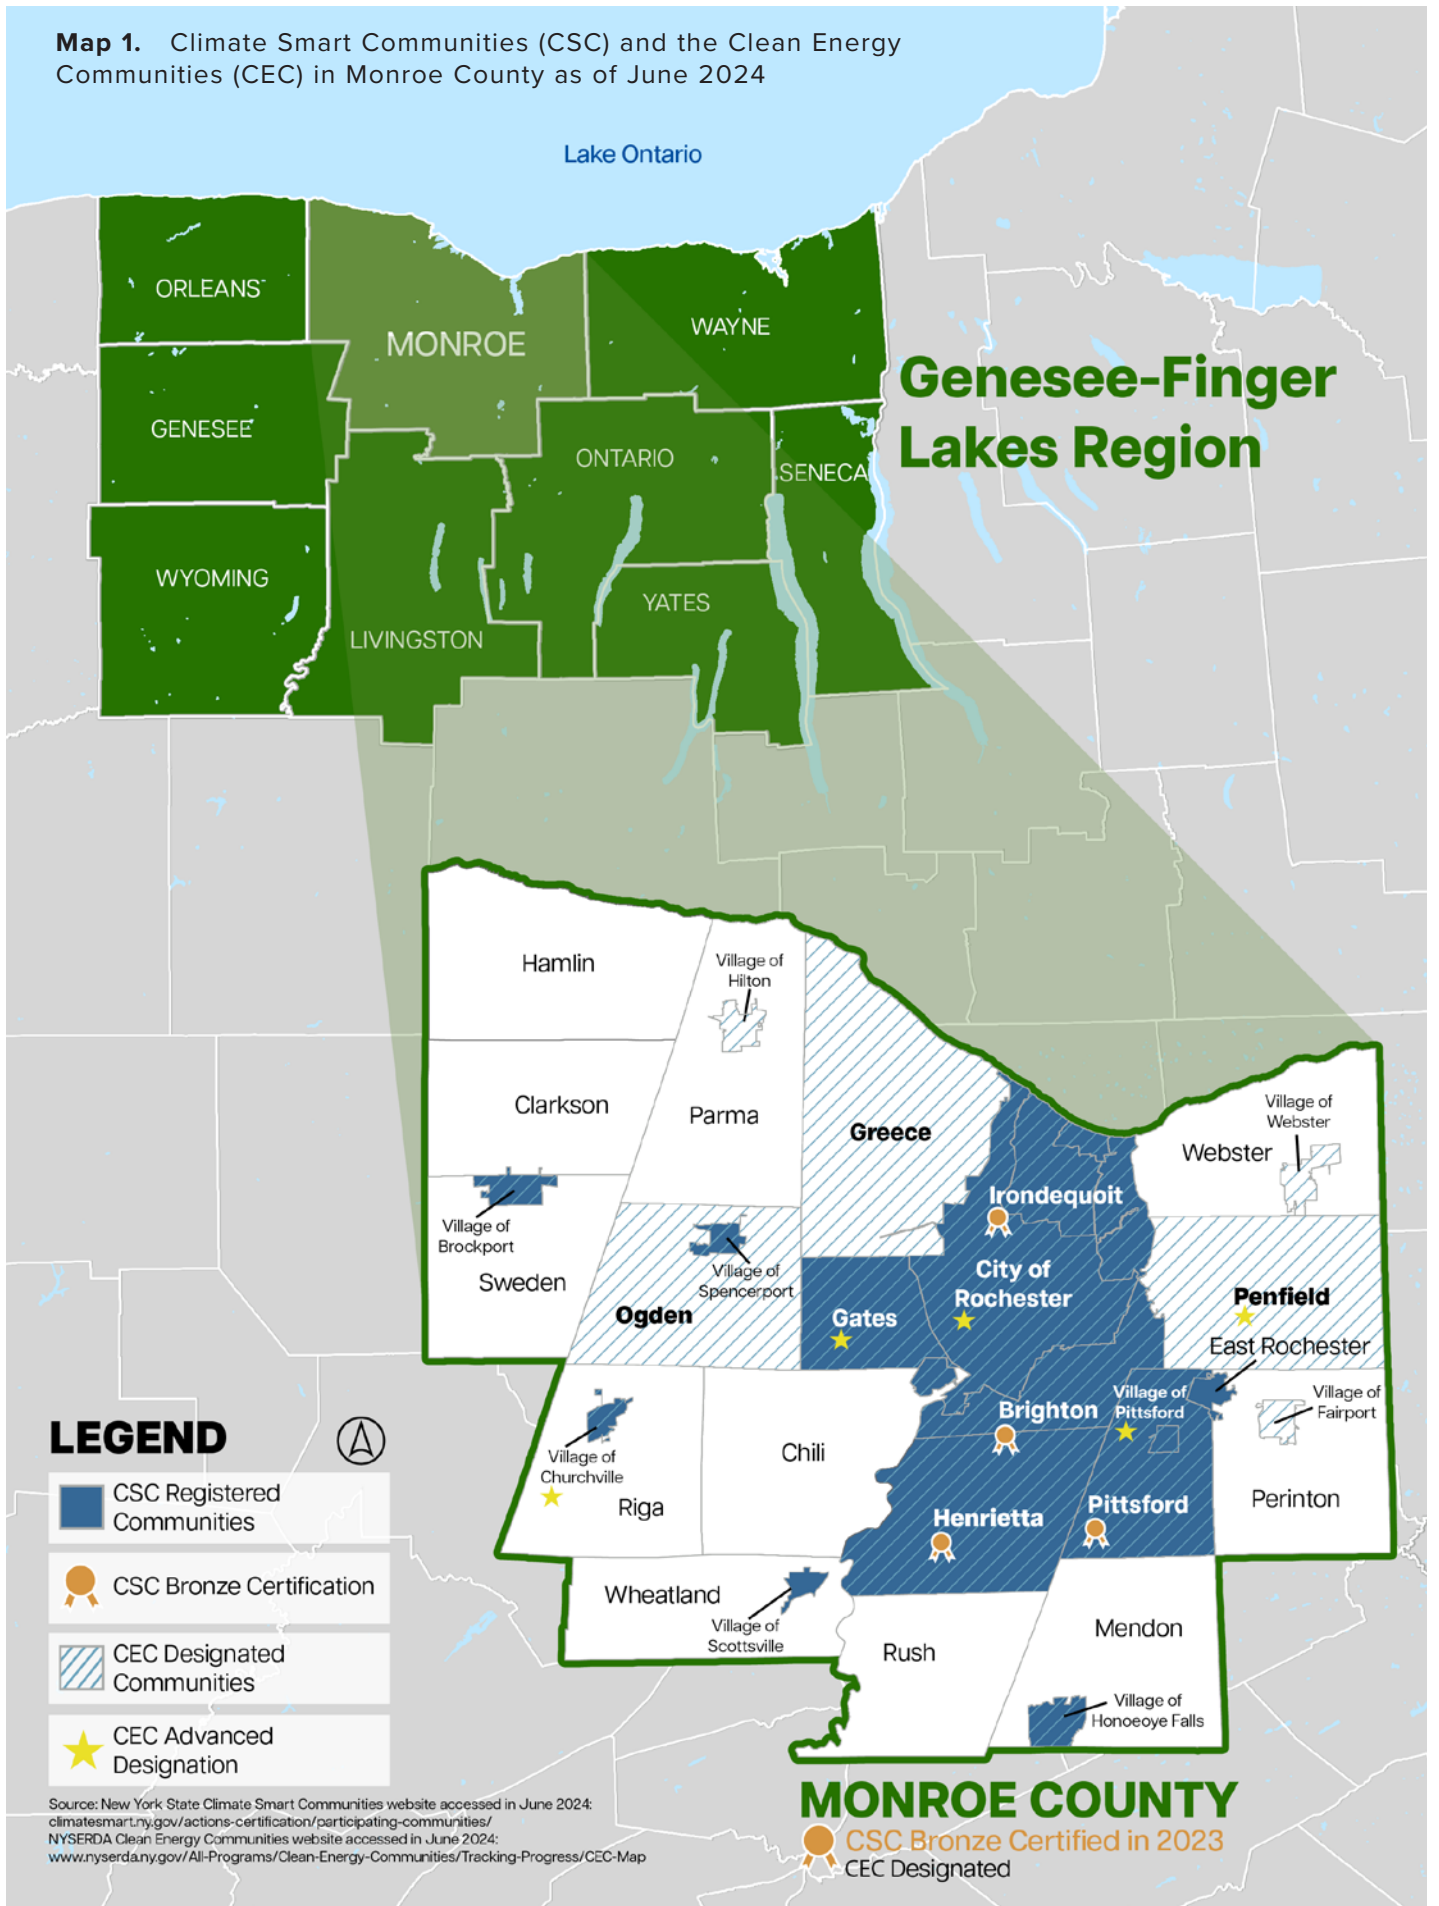 Map 1. Climate Smart Communities (CSC) and the Clean Energy
Communities (CEC) in Monroe County as of June 2024
Lake Ontario
ORLEANS
MONROE
WAYNE
Genesee-Finger
Lakes Region
GENESEE
ONTARIO
SENECA
WYOMING
YATES
LIVINGSTON
Hamlin
Village of
Hilton
Clarkson
Parma
Greece
Village of
Webster
Webster
Irondequoit
Village of
Brockport
Sweden
Village of
Spencerport
Ogden
City of
Rochester
Gates
Penfield
East Rochester
Village of
Pittsford
Village of
Fairport
Brighton
Village of
Churchville
Riga
Chili
Perinton
Henrietta
Pittsford
Wheatland
Village of
Scottsville
Rush
Mendon
Village of
Honoeoye Falls
LEGEND
CSC Registered
Communities
CSC Bronze Certification
CEC Designated
Communities
CEC Advanced
Designation
Source: New York State Climate Smart Communities website accessed in June 2024:
climatesmart.ny.gov/actions-certification/participating-communities/
NYSERDA Clean Energy Communities website accessed in June 2024:
www.nyserda.ny.gov/All-Programs/Clean-Energy-Communities/Tracking-Progress/CEC-Map
MONROE COUNTY
CSC Bronze Certified in 2023
CEC Designated